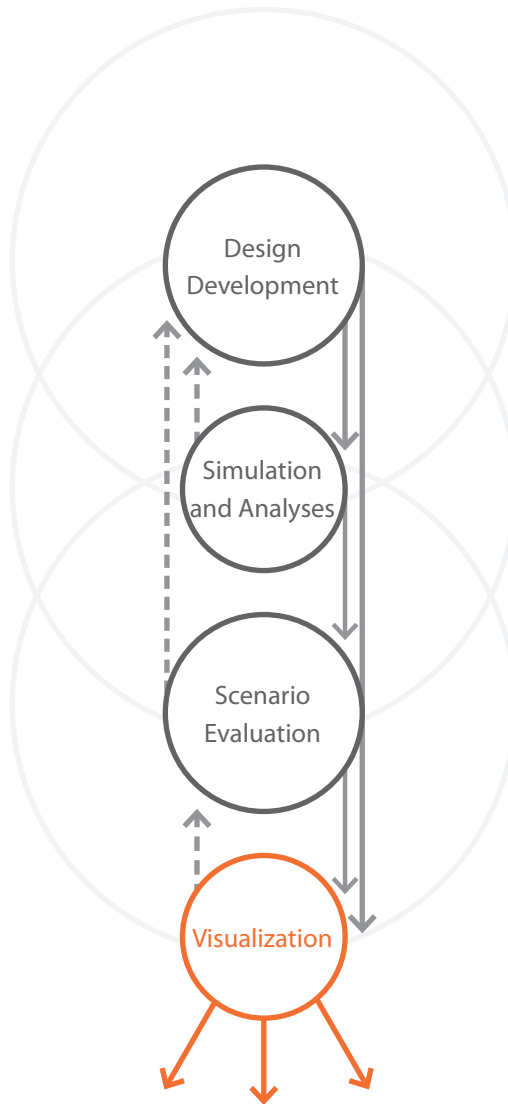 Design
Development
Simulation
and Analyses
Scenario
Evaluation
Visualization